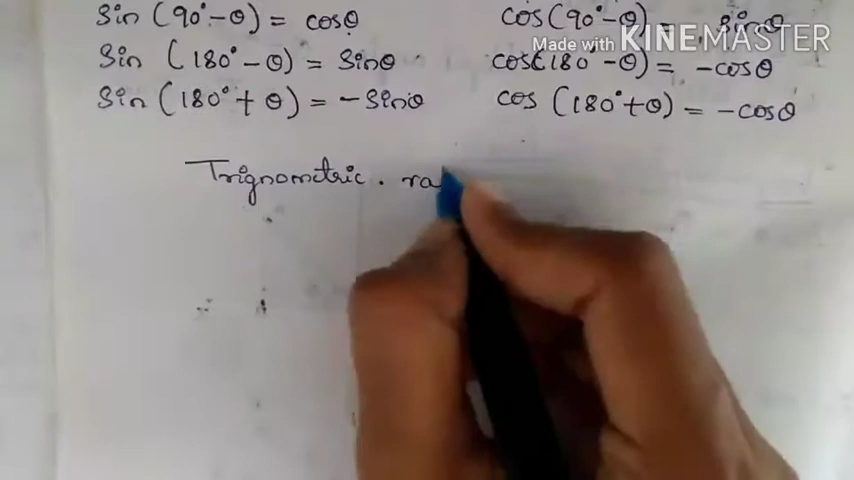 sin (90° - θ) = cosθ cos(90° - θ) = sinθ
Made with KINEMASTER
sin (180° - θ) = sinθ cos(180° - θ) = -cosθ
sin (180° + θ) = - sinθ cos (180° + θ) = -cosθ
Trignometric. ra